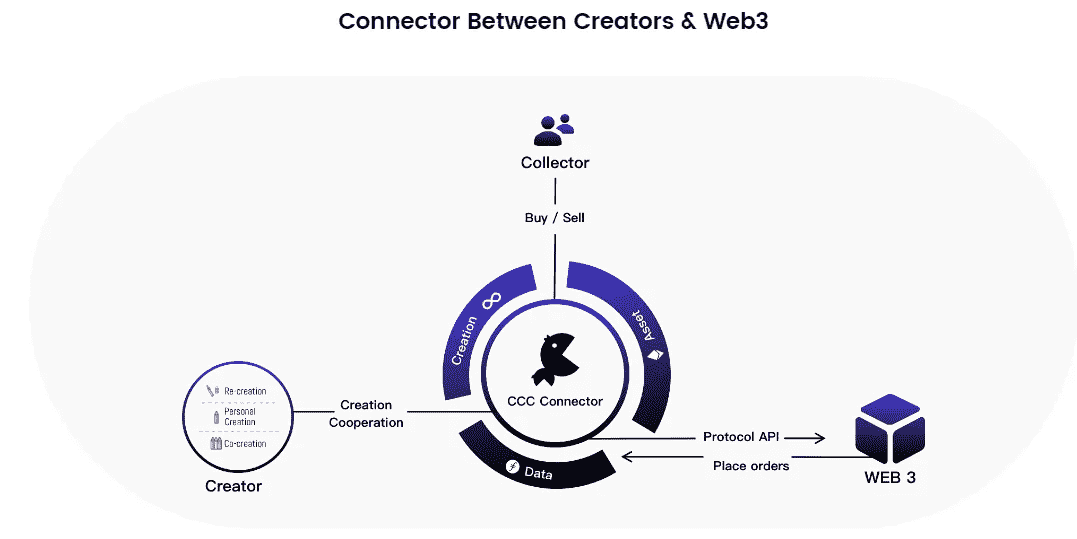 Connector Between Creators & Web3
Collector
Buy / Sell
Creation
Asset
CCC Connector
Re-creation
Personal
Creation
Co-creation
Creator
Creation
Cooperation
Data
Protocol API
Place orders
WEB 3